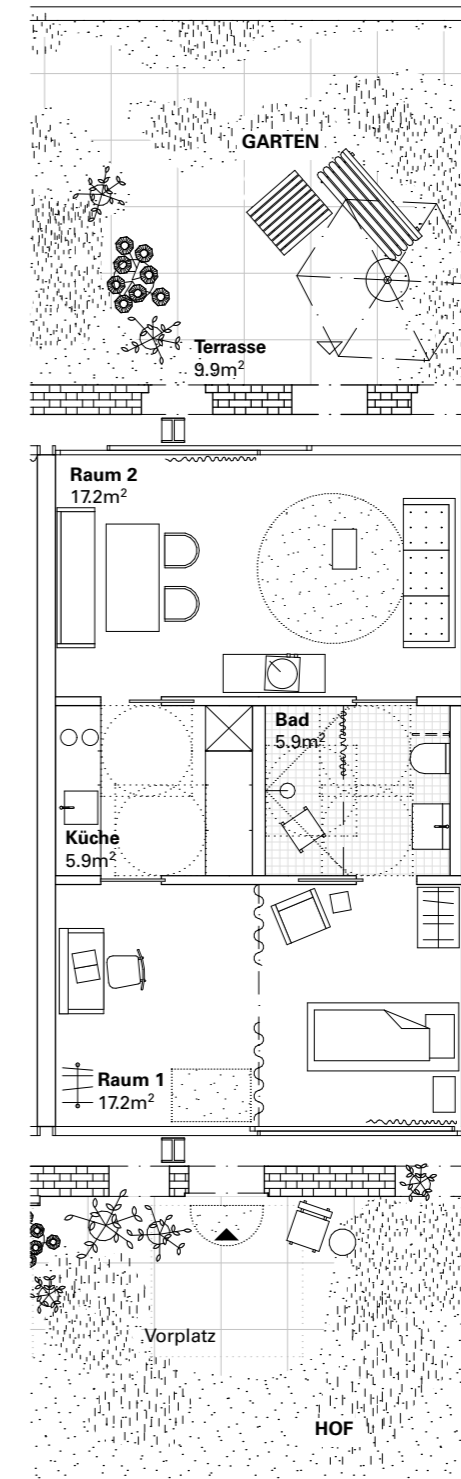 GARTEN
Terrasse
9.9m²
Raum 2
17.2m²
Bad
5.9m²
Küche
5.9m²
Raum 1
17.2m²
Vorplatz
HOF